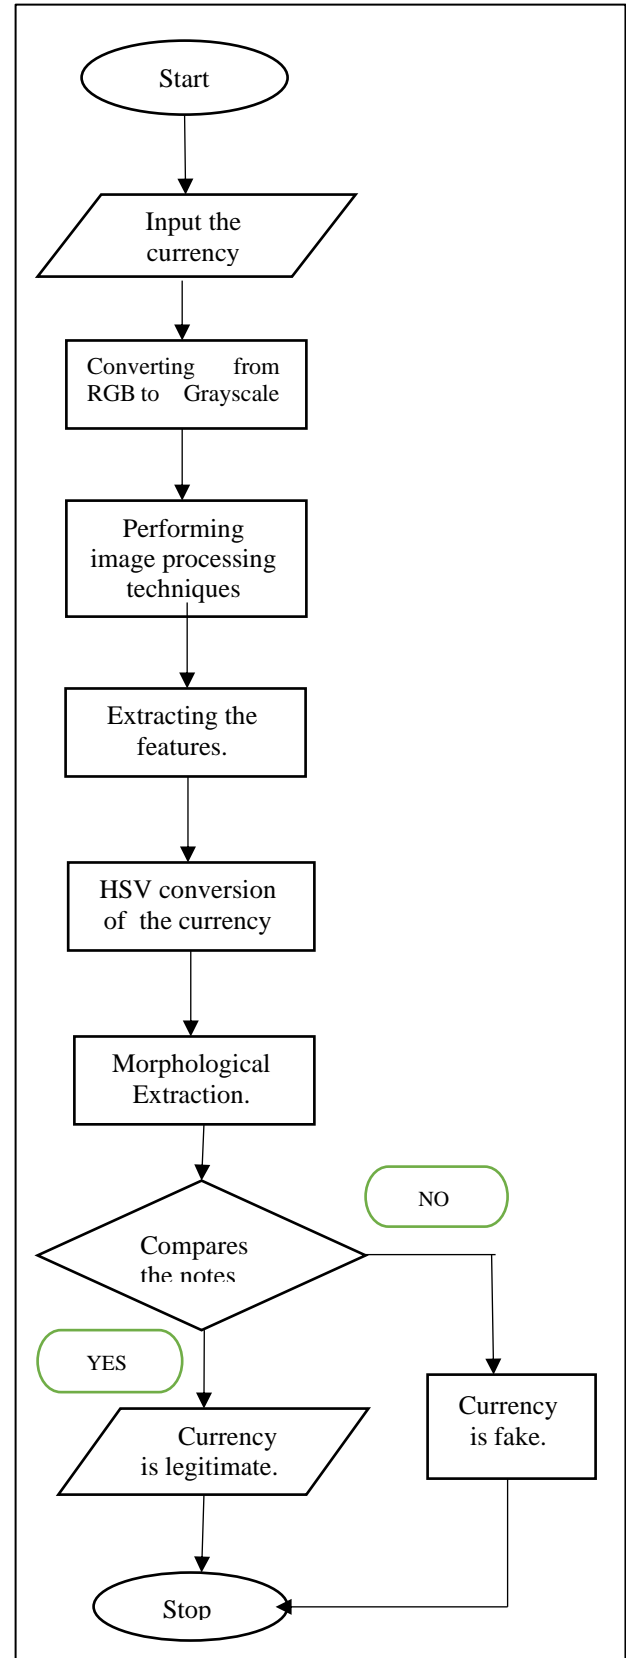 Start
Input the
currency
Converting from
RGB to Grayscale
Performing
image processing
techniques
Extracting the
features.
HSV conversion
of the currency
Morphological
Extraction.
NO
Compares
the notes
YES
Currency
is fake.
Currency
is legitimate.
Stop